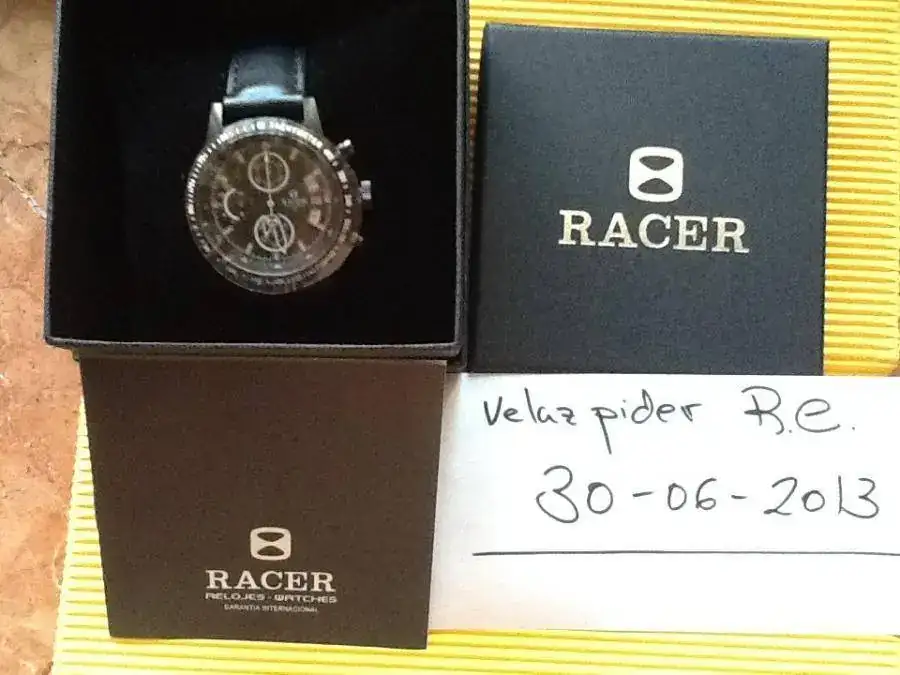 RACER
RACER
RELOJES - WATCHES
GARANTIA INTERNACIONAL
Velazpider R.e.
30-06-2013